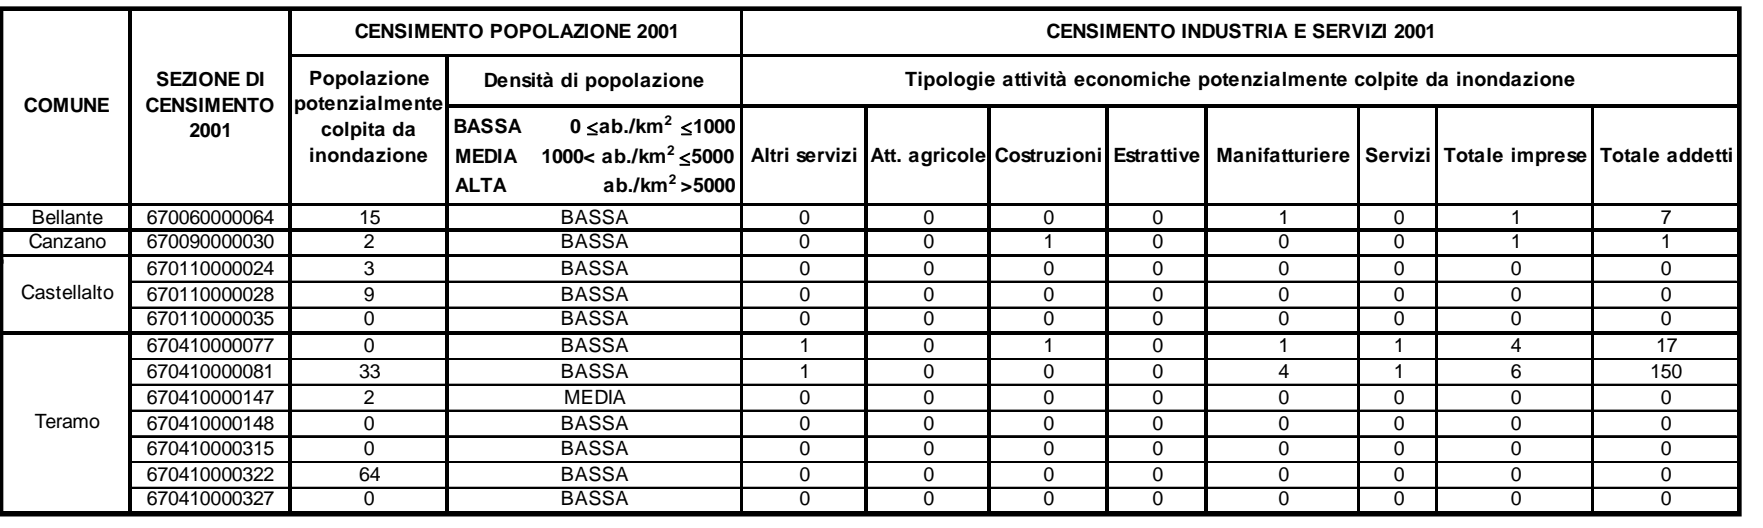 CENSIMENTO POPOLAZIONE 2001 CENSIMENTO INDUSTRIA E SERVIZI 2001
COMUNE SEZIONE DI CENSIMENTO 2001 Popolazione potenzialmente colpita da inondazione Densità di popolazione Tipologie attività economiche potenzialmente colpite da inondazione
BASSA 0 ≤ab./km² ≤1000
MEDIA 1000< ab./km² ≤5000
ALTA ab./km² >5000
Altri servizi Att. agricole Costruzioni Estrattive Manifatturiere Servizi Totale imprese Totale addetti
Bellante 670060000064 15 BASSA 0 0 0 0 1 0 1 7
Canzano 670090000030 2 BASSA 0 0 1 0 0 0 1 1
Castellalto 670110000024 3 BASSA 0 0 0 0 0 0 0 0
670110000028 9 BASSA 0 0 0 0 0 0 0 0
670110000035 0 BASSA 0 0 0 0 0 0 0 0
Teramo 670410000077 0 BASSA 1 0 1 0 1 1 4 17
670410000081 33 BASSA 1 0 0 0 4 1 6 150
670410000147 2 MEDIA 0 0 0 0 0 0 0 0
670410000148 0 BASSA 0 0 0 0 0 0 0 0
670410000315 0 BASSA 0 0 0 0 0 0 0 0
670410000322 64 BASSA 0 0 0 0 0 0 0 0
670410000327 0 BASSA 0 0 0 0 0 0 0 0